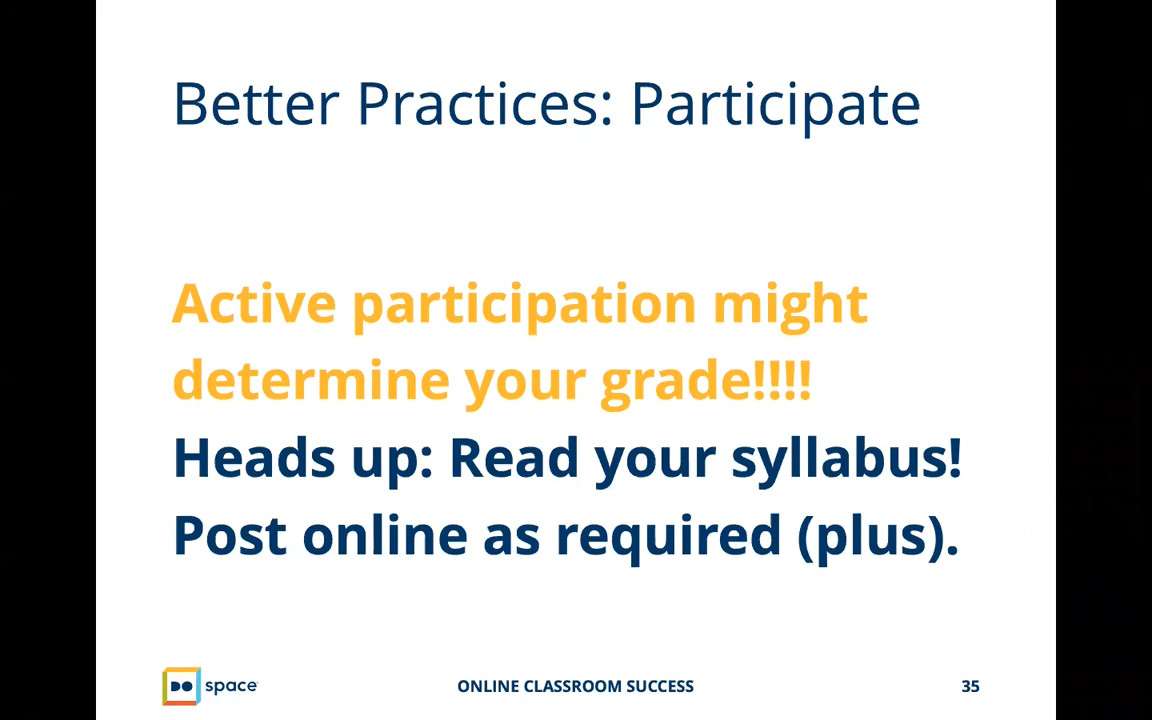 Better Practices: Participate
Active participation might
determine your grade!!!!
Heads up: Read your syllabus!
Post online as required (plus).
DO space
ONLINE CLASSROOM SUCCESS
35